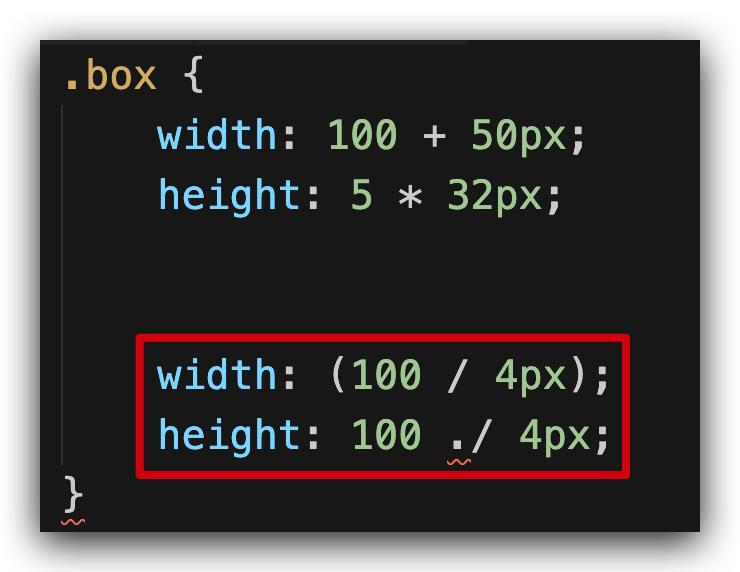 .box {
    width: 100 + 50px;
    height: 5 * 32px;
    width: (100 / 4px);
    height: 100 ./ 4px;
}